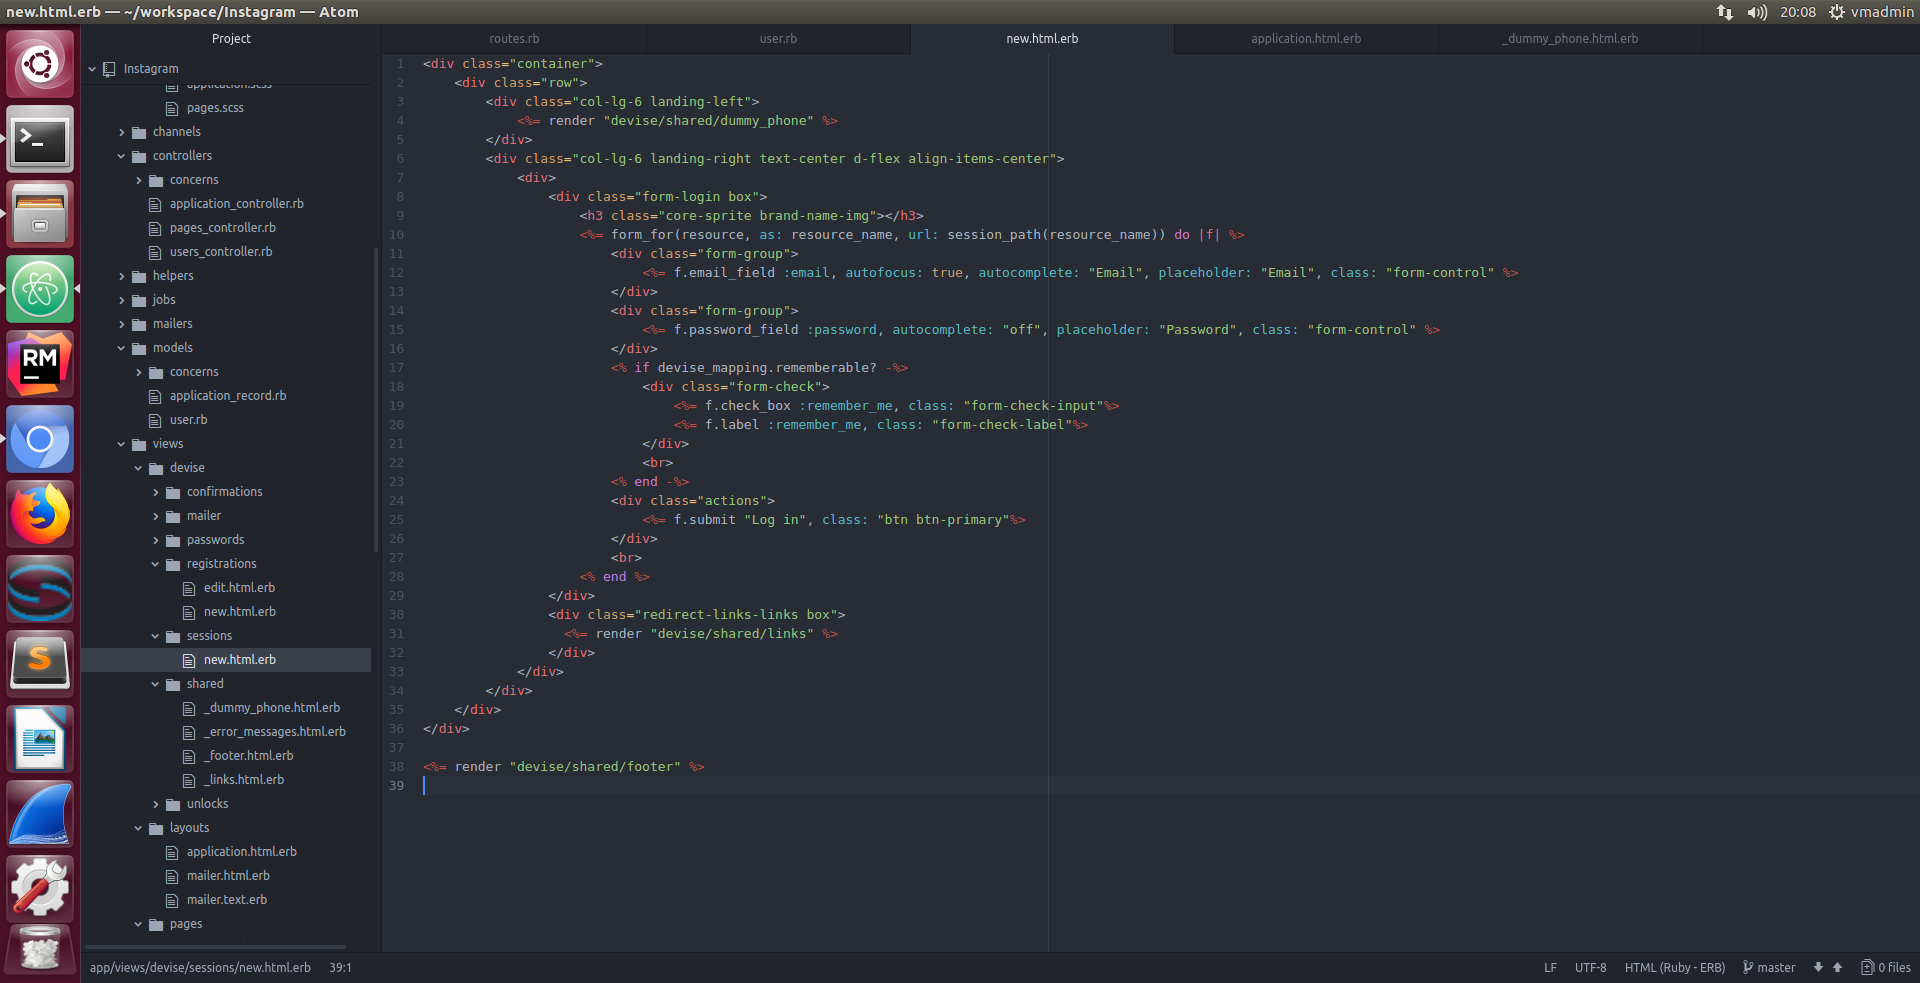 new.html.erb — ~/workspace/Instagram — Atom
20:08
vmadmin
Project
Instagram
application.scss
pages.scss
channels
controllers
concerns
application_controller.rb
pages_controller.rb
users_controller.rb
helpers
jobs
mailers
models
concerns
application_record.rb
user.rb
views
devise
confirmations
mailer
passwords
registrations
edit.html.erb
new.html.erb
sessions
new.html.erb
shared
_dummy_phone.html.erb
_error_messages.html.erb
_footer.html.erb
_links.html.erb
unlocks
layouts
application.html.erb
mailer.html.erb
mailer.text.erb
pages
RM
S
routes.rb
user.rb
new.html.erb
application.html.erb
_dummy_phone.html.erb
1 <div class="container">
2 <div class="row">
3 <div class="col-lg-6 landing-left">
4 <%= render "devise/shared/dummy_phone" %>
5 </div>
6 <div class="col-lg-6 landing-right text-center d-flex align-items-center">
7 <div>
8 <div class="form-login box">
9 <h3 class="core-sprite brand-name-img"></h3>
10 <%= form_for(resource, as: resource_name, url: session_path(resource_name)) do |f| %>
11 <div class="form-group">
12 <%= f.email_field :email, autofocus: true, autocomplete: "Email", placeholder: "Email", class: "form-control" %>
13 </div>
14 <div class="form-group">
15 <%= f.password_field :password, autocomplete: "off", placeholder: "Password", class: "form-control" %>
16 </div>
17 <% if devise_mapping.rememberable? -%>
18 <div class="form-check">
19 <%= f.check_box :remember_me, class: "form-check-input"%>
20 <%= f.label :remember_me, class: "form-check-label"%>
21 </div>
22 <br>
23 <% end -%>
24 <div class="actions">
25 <%= f.submit "Log in", class: "btn btn-primary"%>
26 </div>
27 <br>
28 <% end %>
29 </div>
30 <div class="redirect-links-links box">
31 <%= render "devise/shared/links" %>
32 </div>
33 </div>
34 </div>
35 </div>
36 </div>
37
38 <%= render "devise/shared/footer" %>
39
app/views/devise/sessions/new.html.erb 39:1
LF UTF-8 HTML (Ruby - ERB) master 0 files